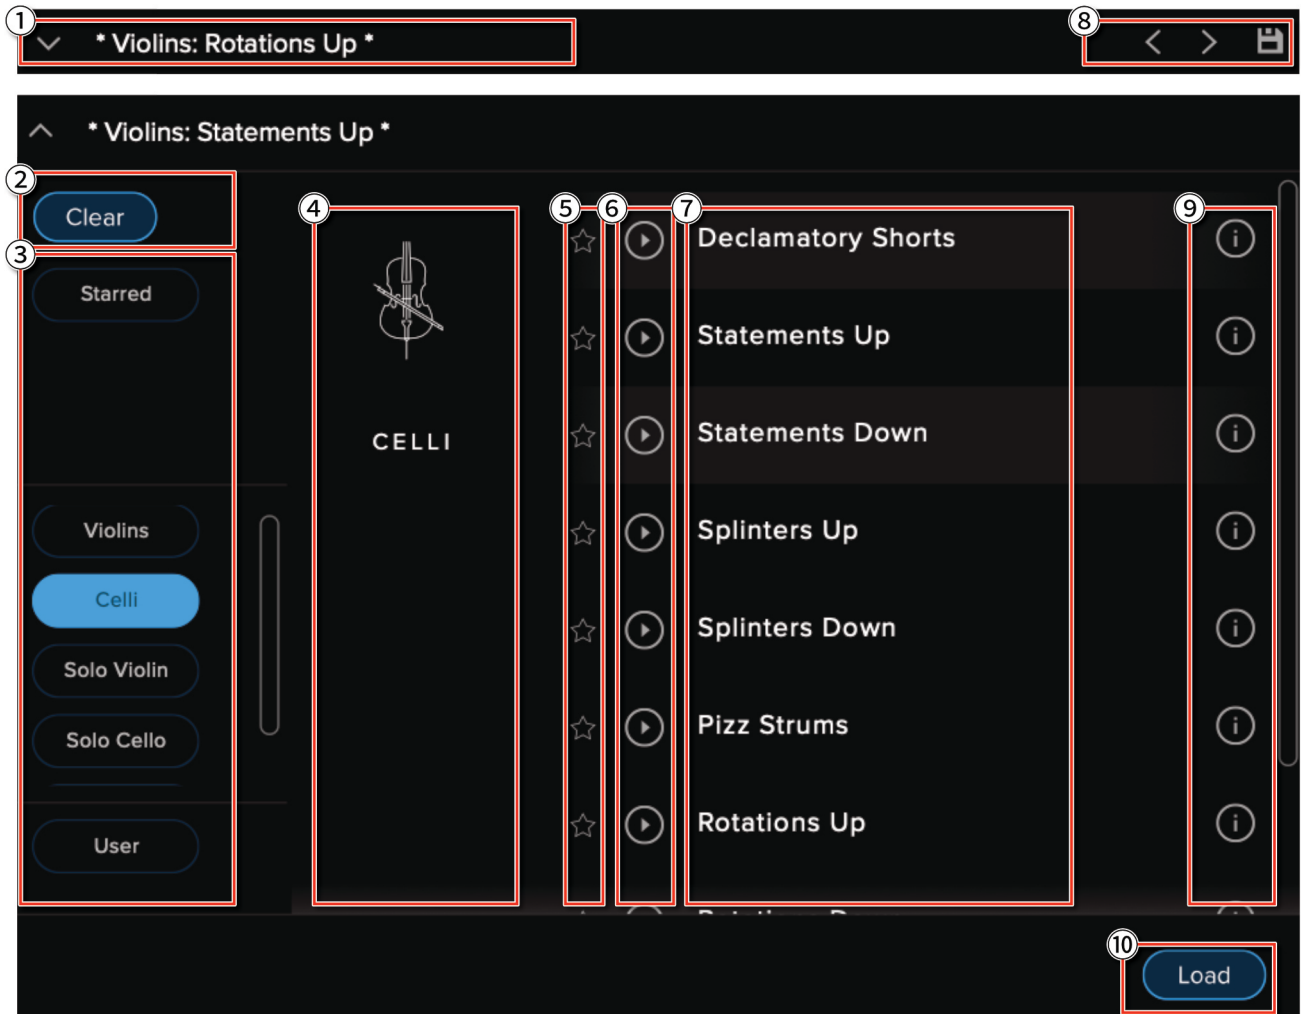 ① ⑧
* Violins: Rotations Up *
* Violins: Statements Up *
② ④ ⑤ ⑥ ⑦ ⑨
Clear
③
Starred
Violins
Celli
Solo Violin
Solo Cello
User
CELLI
Declamatory Shorts
Statements Up
Statements Down
Splinters Up
Splinters Down
Pizz Strums
Rotations Up
⑩
Load